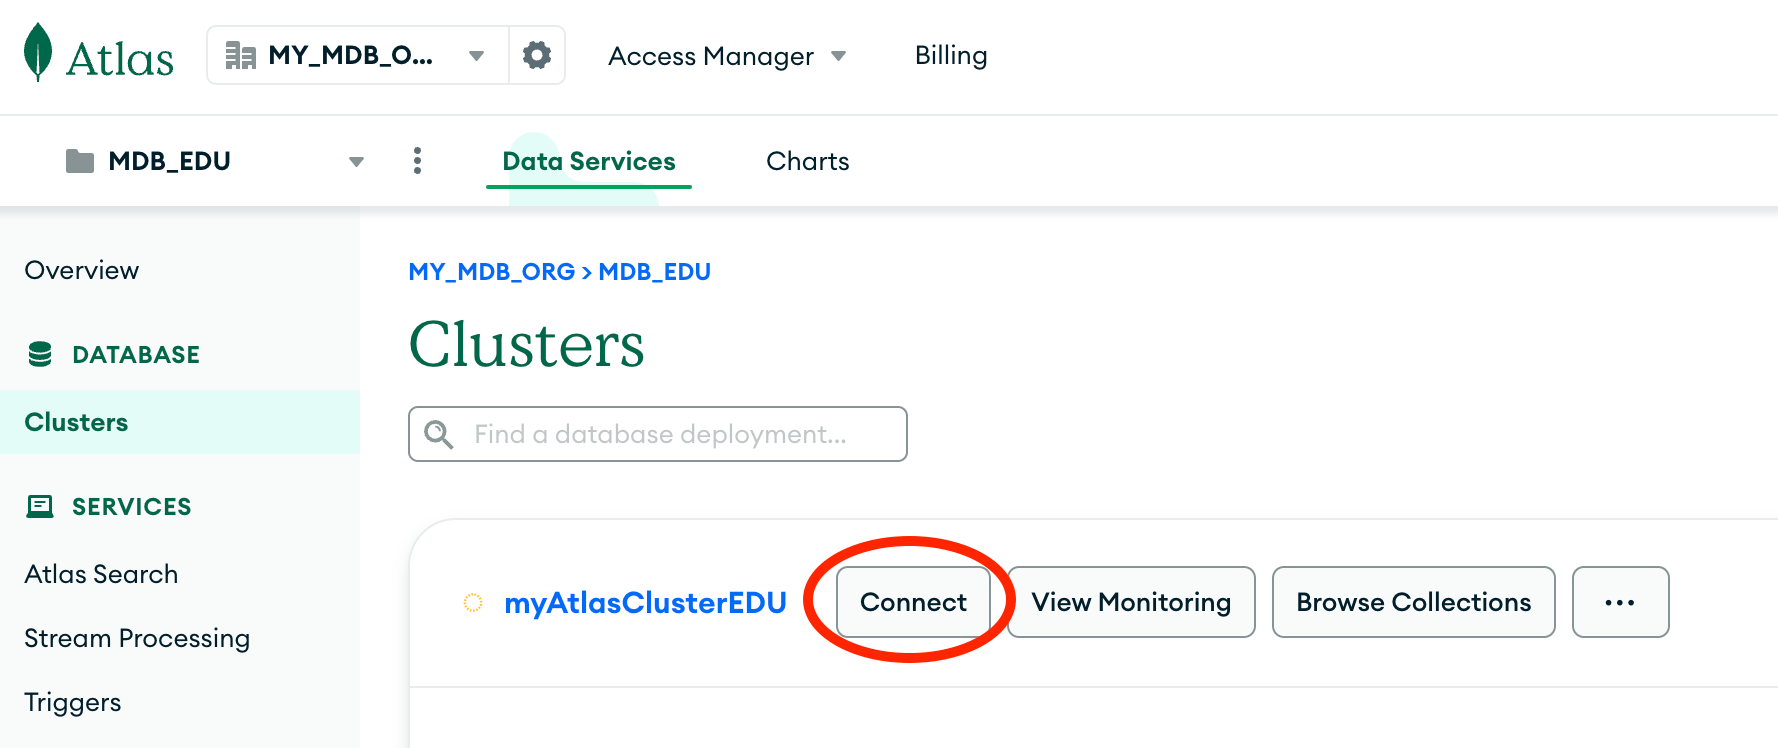 Atlas
MY_MDB_O...
Access Manager
Billing
MDB_EDU
Data Services
Charts
Overview
DATABASE
Clusters
SERVICES
Atlas Search
Stream Processing
Triggers
MY_MDB_ORG > MDB_EDU
Clusters
Find a database deployment...
myAtlasClusterEDU
Connect
View Monitoring
Browse Collections
...